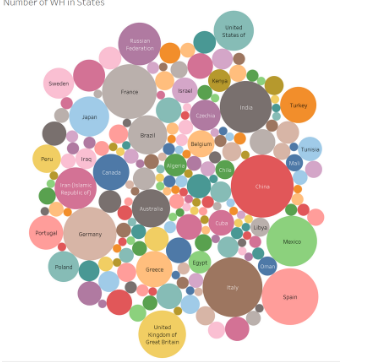 Number of WH in States
United
States of
Russian
Federation
Kenya
Sweden
France
Israel
India
Turkey
Japan
Czechia
Brazil
Belgium
Tunisia
Peru
Iraq
Algeria
Chile
Mali
Canada
Iran (Islamic
Republic of)
China
Australia
Portugal
Germany
Cuba
Libya
Mexico
Poland
Greece
Egypt
Oman
Italy
Spain
United
Kingdom of
Great Britain